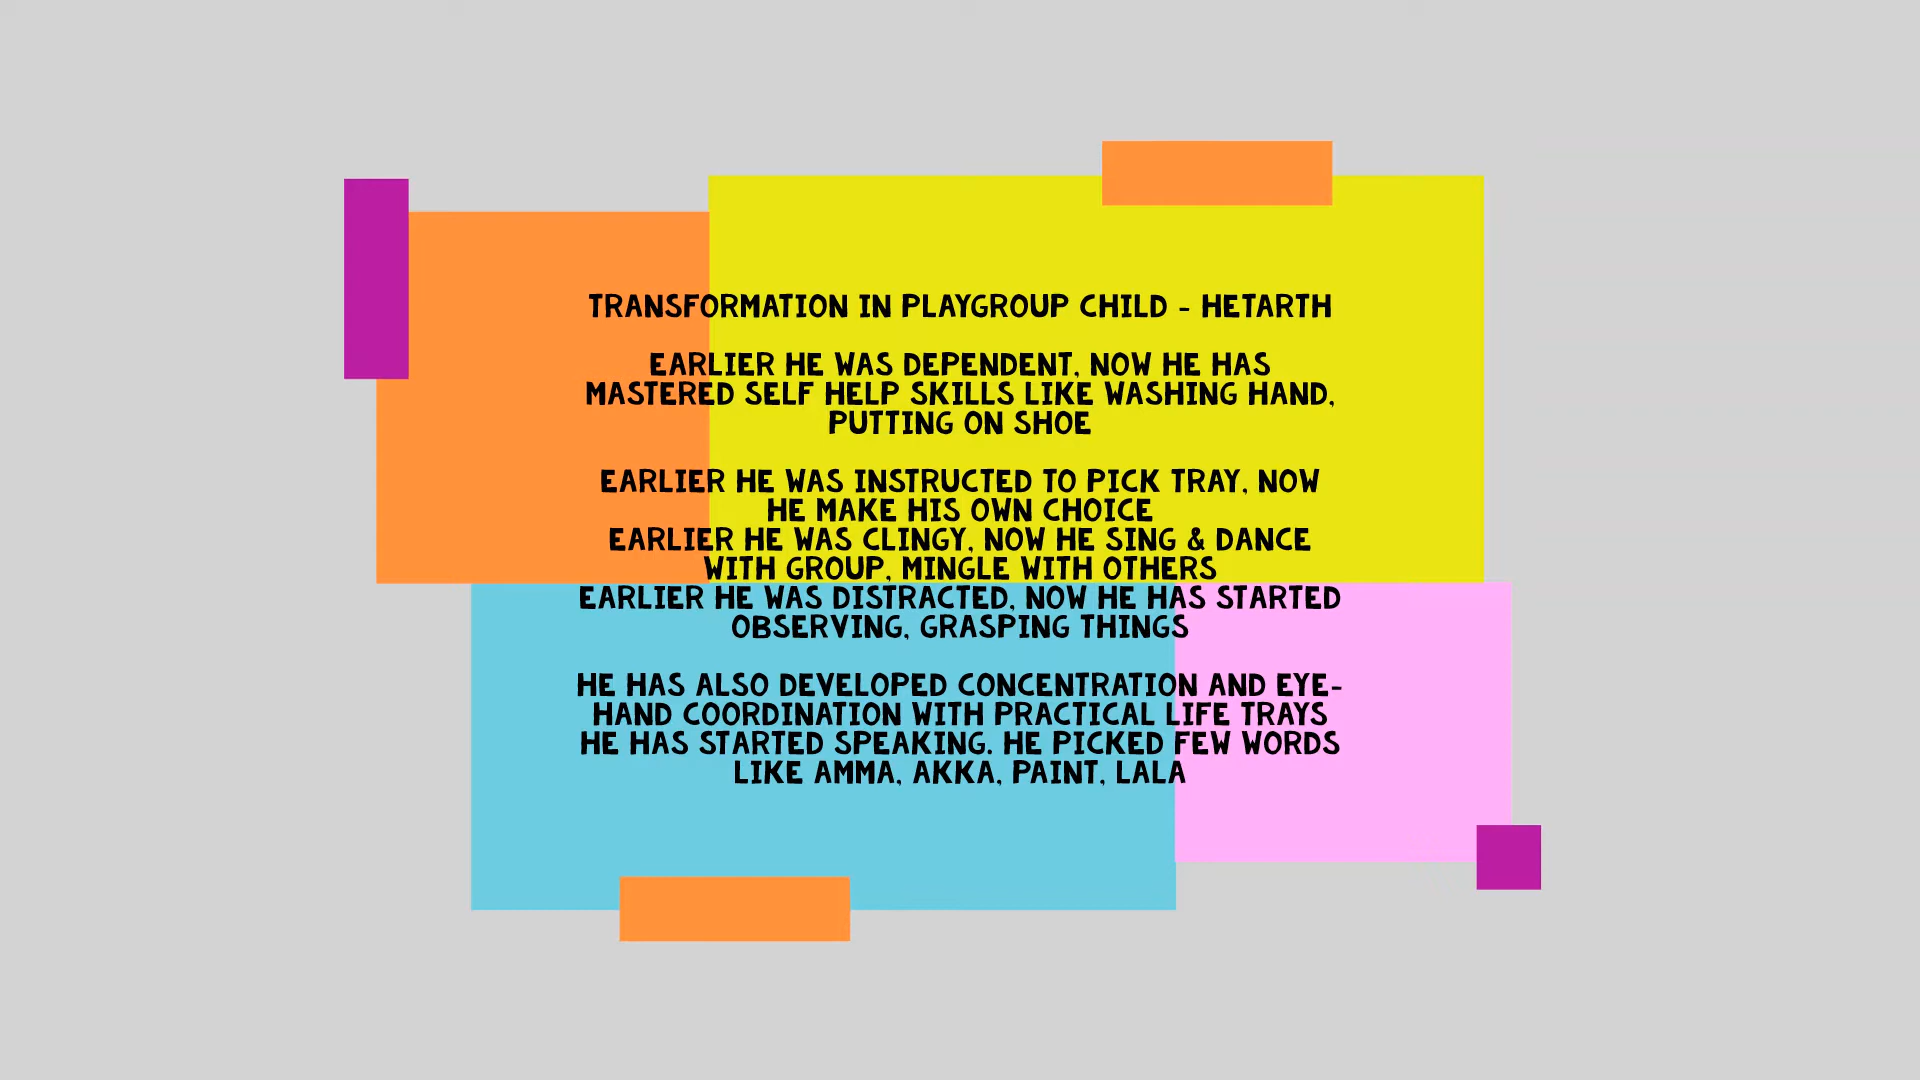 TRANSFORMATION IN PLAYGROUP CHILD - HETARTH
EARLIER HE WAS DEPENDENT, NOW HE HAS
MASTERED SELF HELP SKILLS LIKE WASHING HAND,
PUTTING ON SHOE
EARLIER HE WAS INSTRUCTED TO PICK TRAY, NOW
HE MAKE HIS OWN CHOICE
EARLIER HE WAS CLINGY, NOW HE SING & DANCE
WITH GROUP, MINGLE WITH OTHERS
EARLIER HE WAS DISTRACTED, NOW HE HAS STARTED
OBSERVING, GRASPING THINGS
HE HAS ALSO DEVELOPED CONCENTRATION AND EYE-
HAND COORDINATION WITH PRACTICAL LIFE TRAYS
HE HAS STARTED SPEAKING. HE PICKED FEW WORDS
LIKE AMMA, AKKA, PAINT, LALA